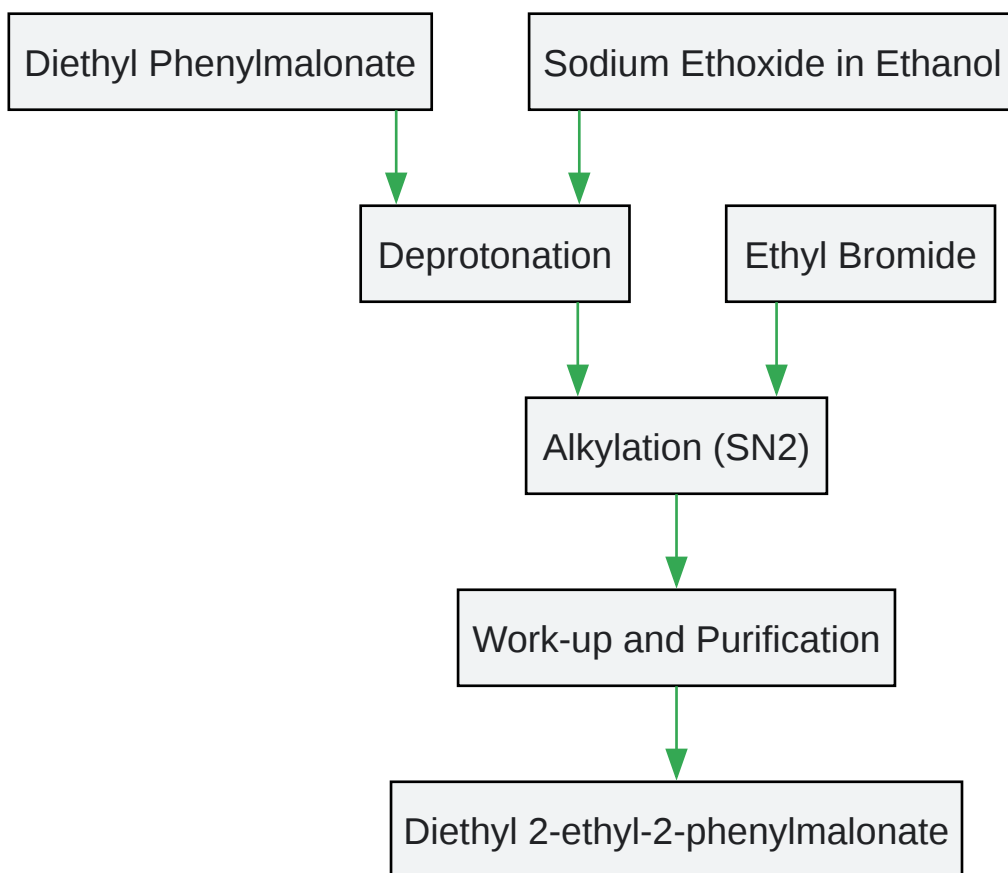 Diethyl Phenylmalonate
Sodium Ethoxide in Ethanol
Deprotonation
Ethyl Bromide
Alkylation (SN2)
Work-up and Purification
Diethyl 2-ethyl-2-phenylmalonate